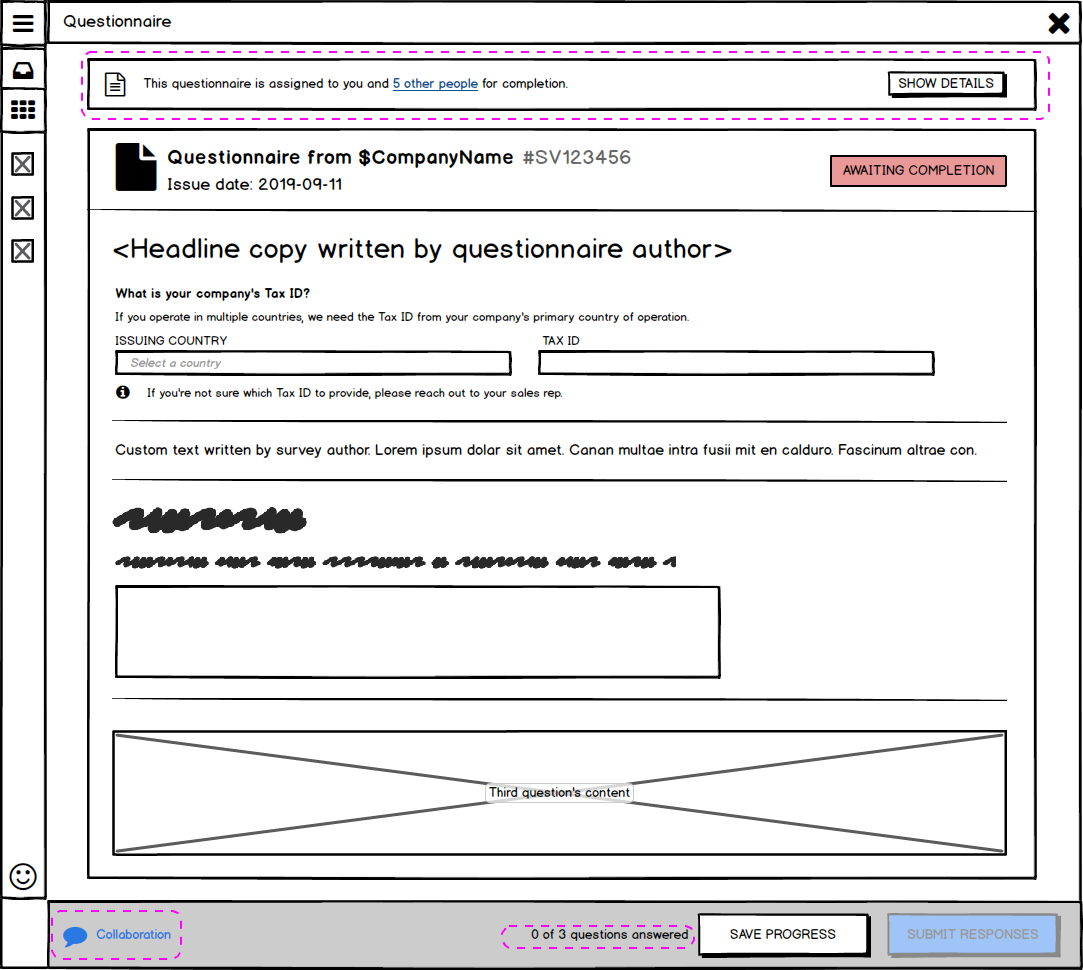 Questionnaire
This questionnaire is assigned to you and 5 other people for completion.
SHOW DETAILS
Questionnaire from $CompanyName #SV123456
Issue date: 2019-09-11
AWAITING COMPLETION
<Headline copy written by questionnaire author>
What is your company's Tax ID?
If you operate in multiple countries, we need the Tax ID from your company's primary country of operation.
ISSUING COUNTRY
TAX ID
Select a country
If you're not sure which Tax ID to provide, please reach out to your sales rep.
Custom text written by survey author. Lorem ipsum dolor sit amet. Canan multae intra fusii mit en calduro. Fascinum altrae con.
Third question's content
Collaboration
0 of 3 questions answered
SAVE PROGRESS
SUBMIT RESPONSES